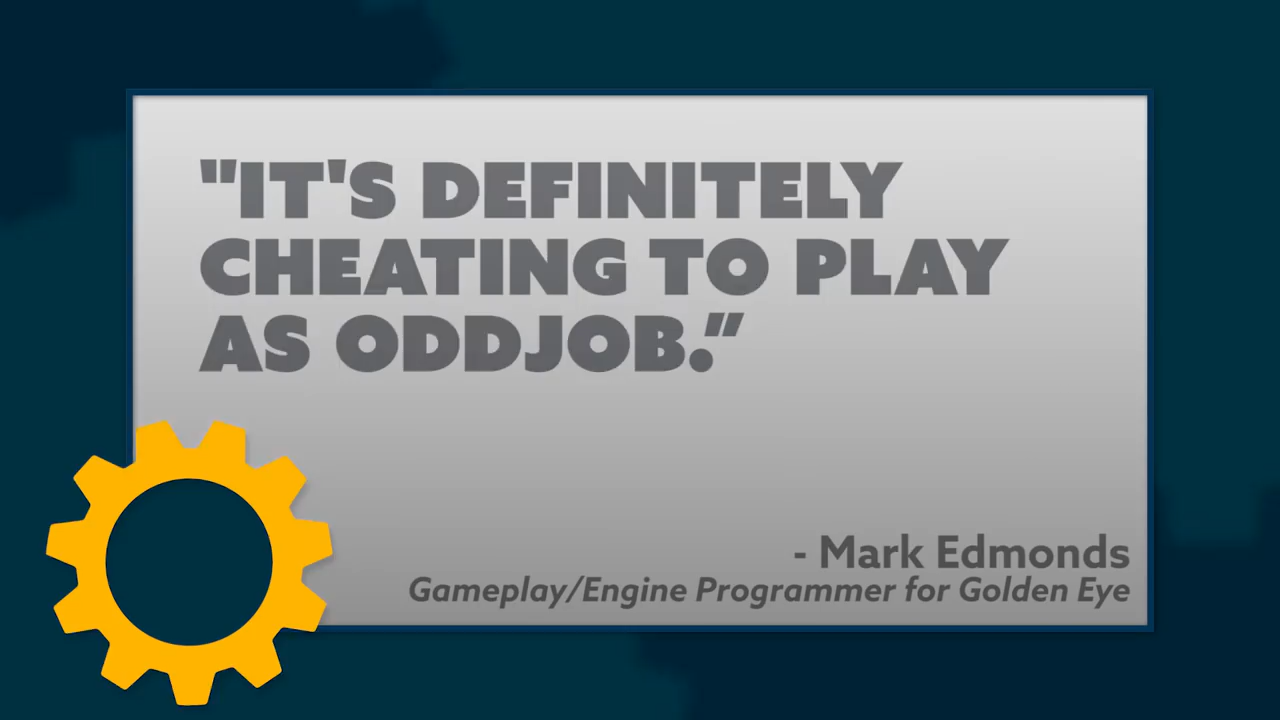 "IT'S DEFINITELY
CHEATING TO PLAY
AS ODDJOB."
- Mark Edmonds
Gameplay/Engine Programmer for Golden Eye